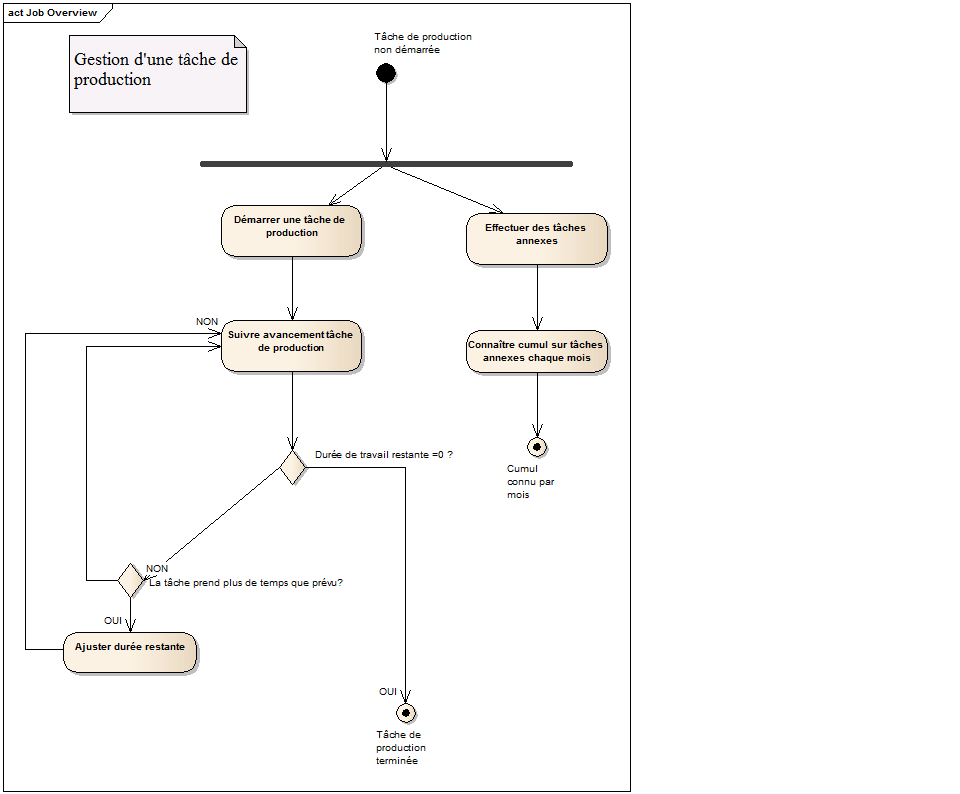 act Job Overview
Gestion d'une tâche de
production
Tâche de production
non démarrée
Démarrer une tâche de
production
Effectuer des tâches
annexes
NON
Suivre avancement tâche
de production
Connaître cumul sur tâches
annexes chaque mois
Durée de travail restante =0 ?
Cumul
connu par
mois
NON
La tâche prend plus de temps que prévu?
OUI
Ajuster durée restante
OUI
Tâche de
production
terminée